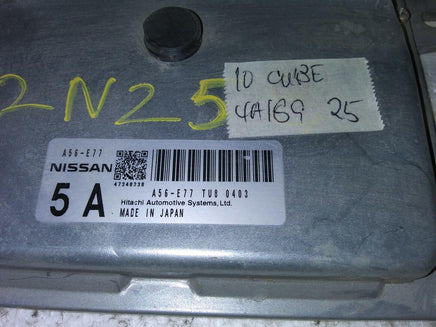 10 CUBE
4A169 25
2N25
A56-E77
NISSAN
47340738
5A
A56-E77 TU8 0403
Hitachi Automotive Systems, Ltd.
MADE IN JAPAN